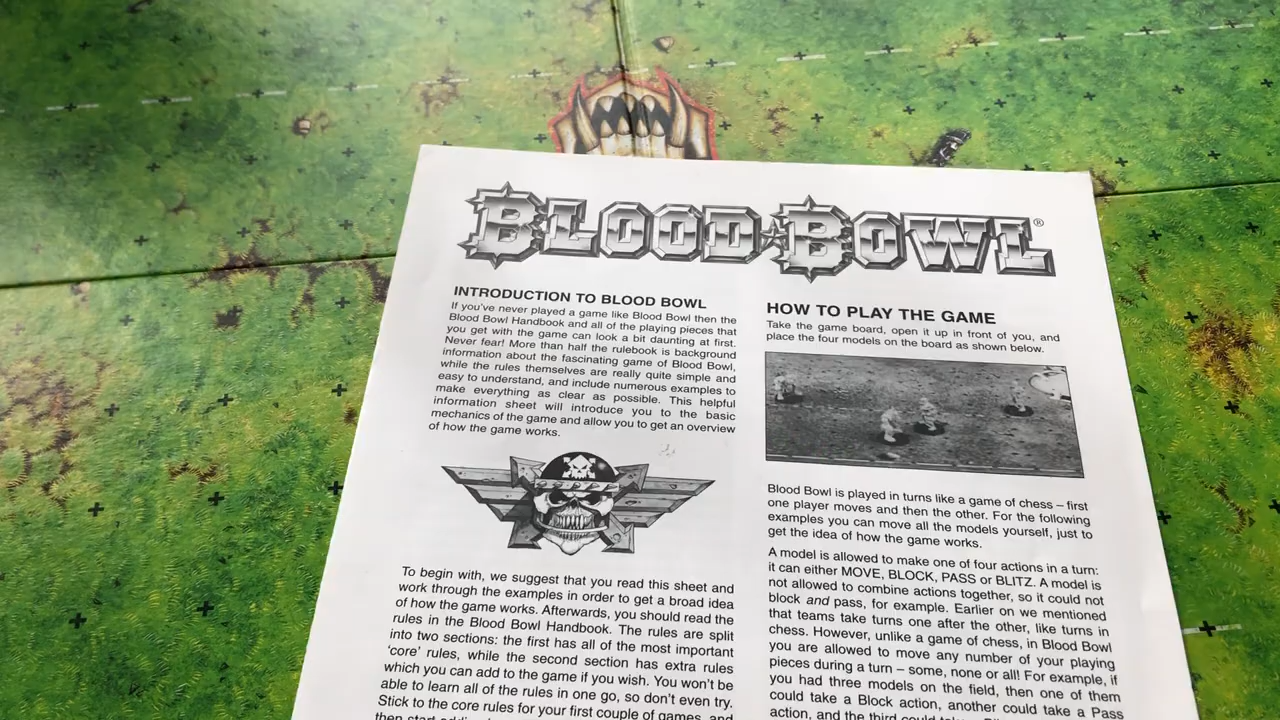 BLOOD BOWL®
INTRODUCTION TO BLOOD BOWL
If you've never played a game like Blood Bowl then the
Blood Bowl Handbook and all of the playing pieces that
you get with the game can look a bit daunting at first.
Never fear! More than half the rulebook is background
information about the fascinating game of Blood Bowl,
while the rules themselves are really quite simple and
easy to understand, and include numerous examples to
make everything as clear as possible. This helpful
information sheet will introduce you to the basic
mechanics of the game and allow you to get an overview
of how the game works.
To begin with, we suggest that you read this sheet and
work through the examples in order to get a broad idea
of how the game works. Afterwards, you should read the
rules in the Blood Bowl Handbook. The rules are split
into two sections: the first has all of the most important
'core' rules, while the second section has extra rules
which you can add to the game if you wish. You won't be
able to learn all of the rules in one go, so don't even try.
Stick to the core rules for your first couple of games, and
then start
HOW TO PLAY THE GAME
Take the game board, open it up in front of you, and
place the four models on the board as shown below.
Blood Bowl is played in turns like a game of chess – first
one player moves and then the other. For the following
examples you can move all the models yourself, just to
get the idea of how the game works.
A model is allowed to make one of four actions in a turn:
it can either MOVE, BLOCK, PASS or BLITZ. A model is
not allowed to combine actions together, so it could not
block and pass, for example. Earlier on we mentioned
that teams take turns one after the other, like turns in
chess. However, unlike a game of chess, in Blood Bowl
you are allowed to move any number of your playing
pieces during a turn – some, none or all! For example, if
you had three models on the field, then one of them
could take a Block action, another could take a Pass
action, and the third could